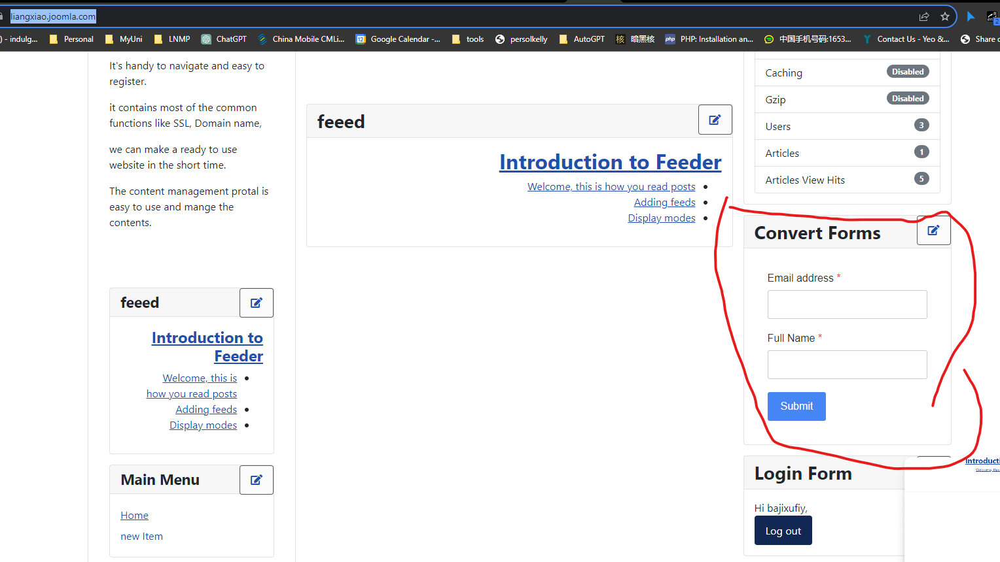 liangxiao.joomla.com
) - indulg...
Personal
MyUni
LNMP
ChatGPT
China Mobile CMLi...
12
Google Calendar -...
tools
persolkelly
AutoGPT
核
暗黑核
php
PHP: Installation an...
中国手机号码:1653...
Contact Us - Yeo &...
Share c
It's handy to navigate and easy to
register.
it contains most of the common
functions like SSL, Domain name,
we can make a ready to use
website in the short time.
The content management protal is
easy to use and mange the
contents.
feeed
Introduction to
Feeder
Welcome, this is
how you read posts
Adding feeds
Display modes
Main Menu
Home
new Item
feeed
Introduction to Feeder
Welcome, this is how you read posts
Adding feeds
Display modes
Caching Disabled
Gzip Disabled
Users 3
Articles 1
Articles View Hits 5
Convert Forms
Email address *
Full Name *
Submit
Login Form
Hi bajixufiy,
Log out
Introducti
Welcome, this